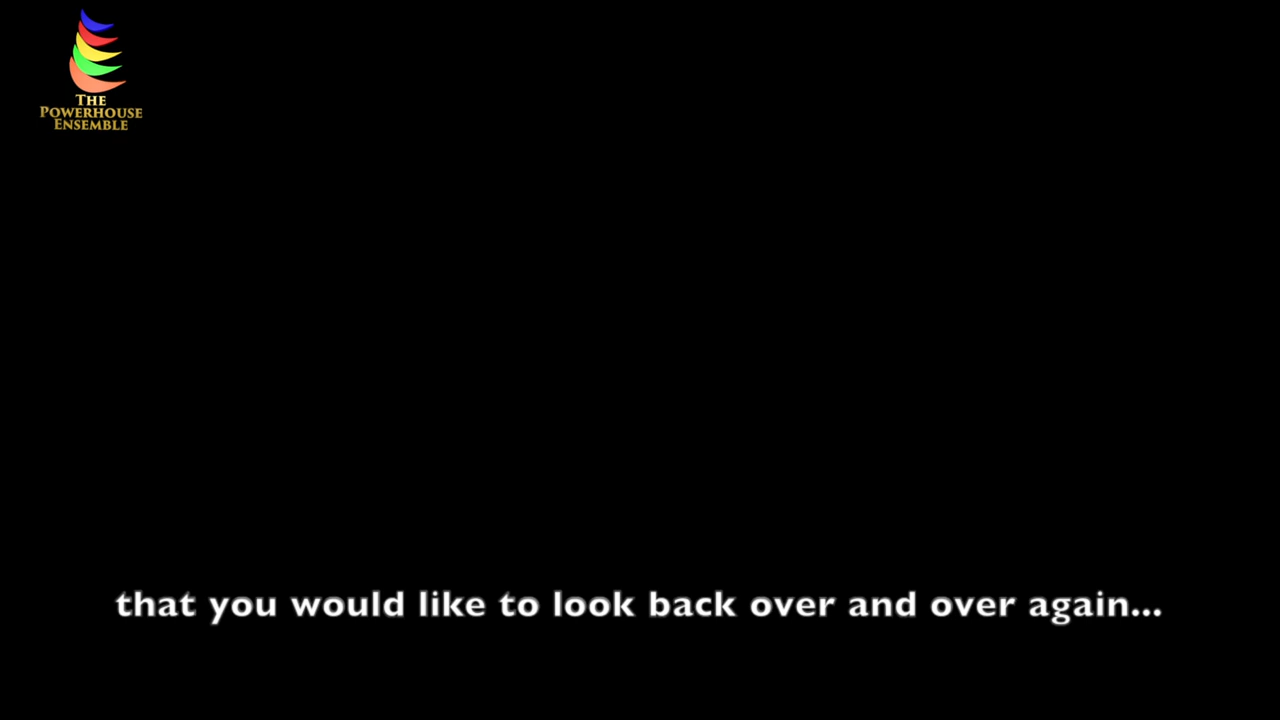 The
Powerhouse
Ensemble
that you would like to look back over and over again...